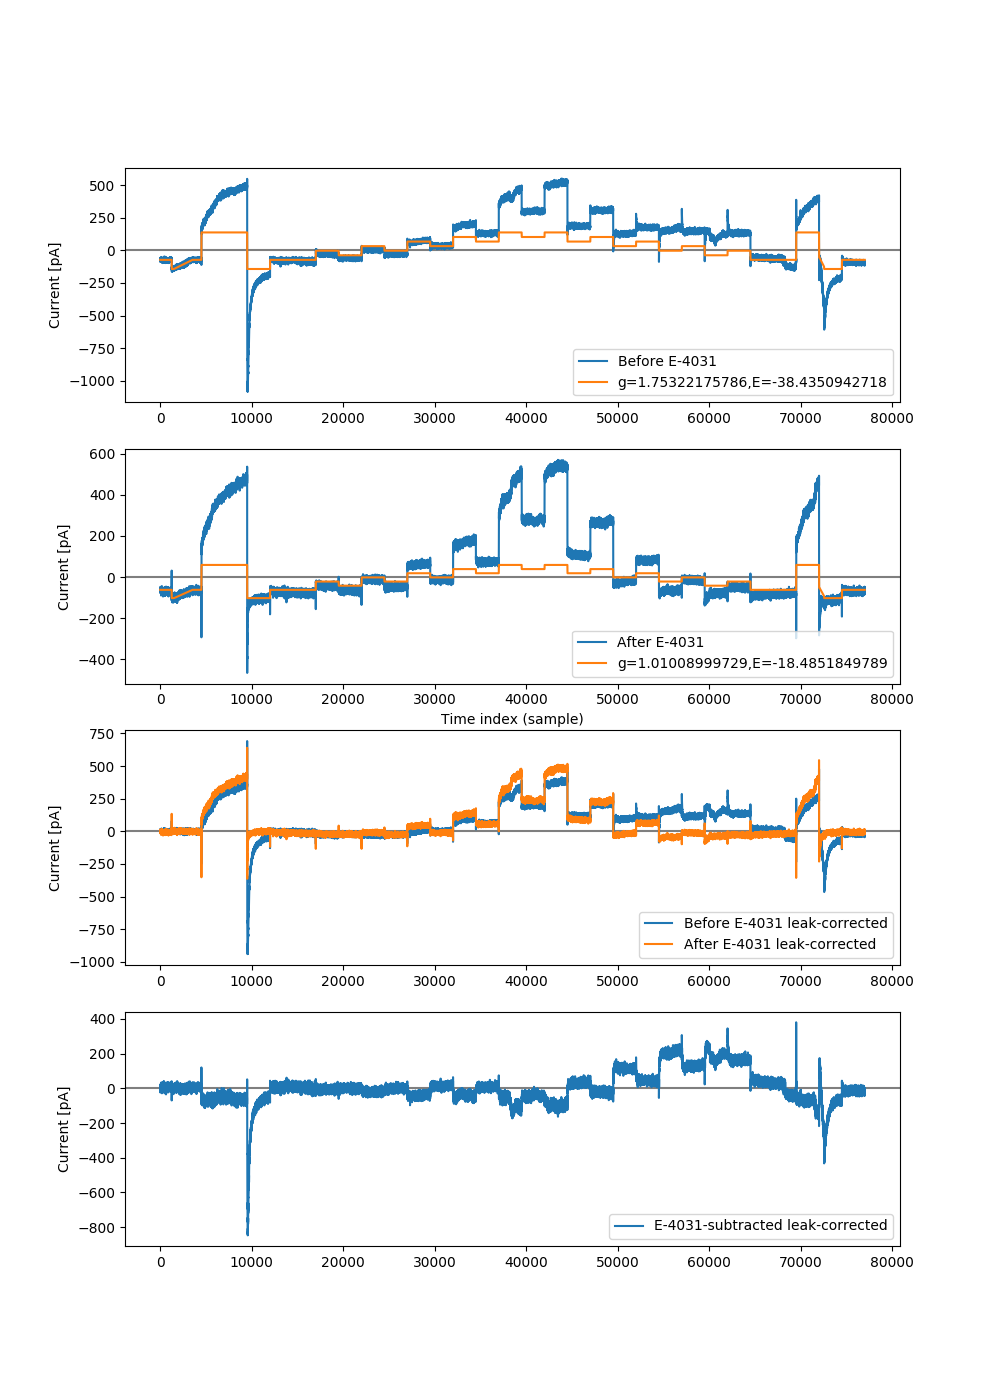 500
250
0
−250
−500
−750
−1000
Current [pA]
Before E-4031
g=1.75322175786,E=-38.4350942718
0 10000 20000 30000 40000 50000 60000 70000 80000
600
400
200
0
−200
−400
Current [pA]
After E-4031
g=1.01008999729,E=-18.4851849789
0 10000 20000 30000 40000 50000 60000 70000 80000
Time index (sample)
750
500
250
0
−250
−500
−750
−1000
Current [pA]
Before E-4031 leak-corrected
After E-4031 leak-corrected
0 10000 20000 30000 40000 50000 60000 70000 80000
400
200
0
−200
−400
−600
−800
Current [pA]
E-4031-subtracted leak-corrected
0 10000 20000 30000 40000 50000 60000 70000 80000